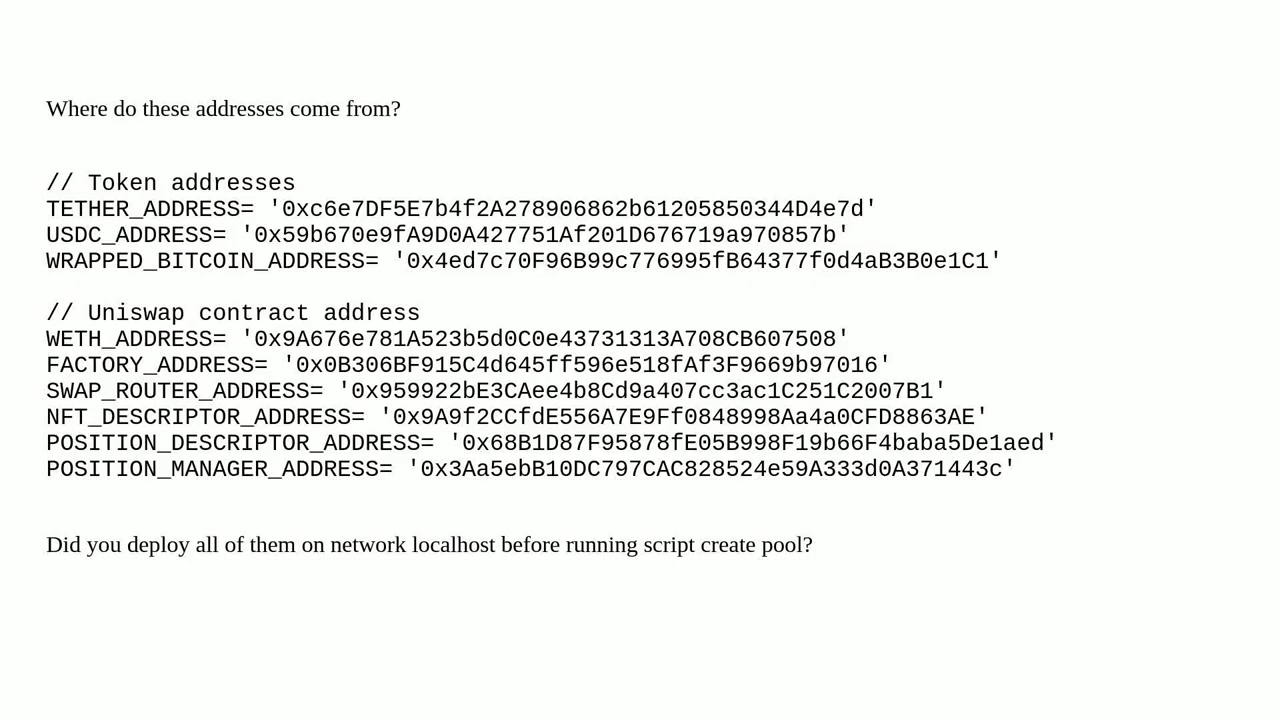 Where do these addresses come from?
// Token addresses
TETHER_ADDRESS= '0xc6e7DF5E7b4f2A278906862b61205850344D4e7d'
USDC_ADDRESS= '0x59b670e9fA9D0A427751Af201D676719a970857b'
WRAPPED_BITCOIN_ADDRESS= '0x4ed7c70F96B99c776995fB64377f0d4aB3B0e1C1'
// Uniswap contract address
WETH_ADDRESS= '0x9A676e781A523b5d0C0e43731313A708CB607508'
FACTORY_ADDRESS= '0x0B306BF915C4d645ff596e518fAf3F9669b97016'
SWAP_ROUTER_ADDRESS= '0x959922bE3CAee4b8Cd9a407cc3ac1C251C2007B1'
NFT_DESCRIPTOR_ADDRESS= '0x9A9f2CCfdE556A7E9Ff0848998Aa4a0CFD8863AE'
POSITION_DESCRIPTOR_ADDRESS= '0x68B1D87F95878fE05B998F19b66F4baba5De1aed'
POSITION_MANAGER_ADDRESS= '0x3Aa5ebB10DC797CAC828524e59A333d0A371443c'
Did you deploy all of them on network localhost before running script create pool?